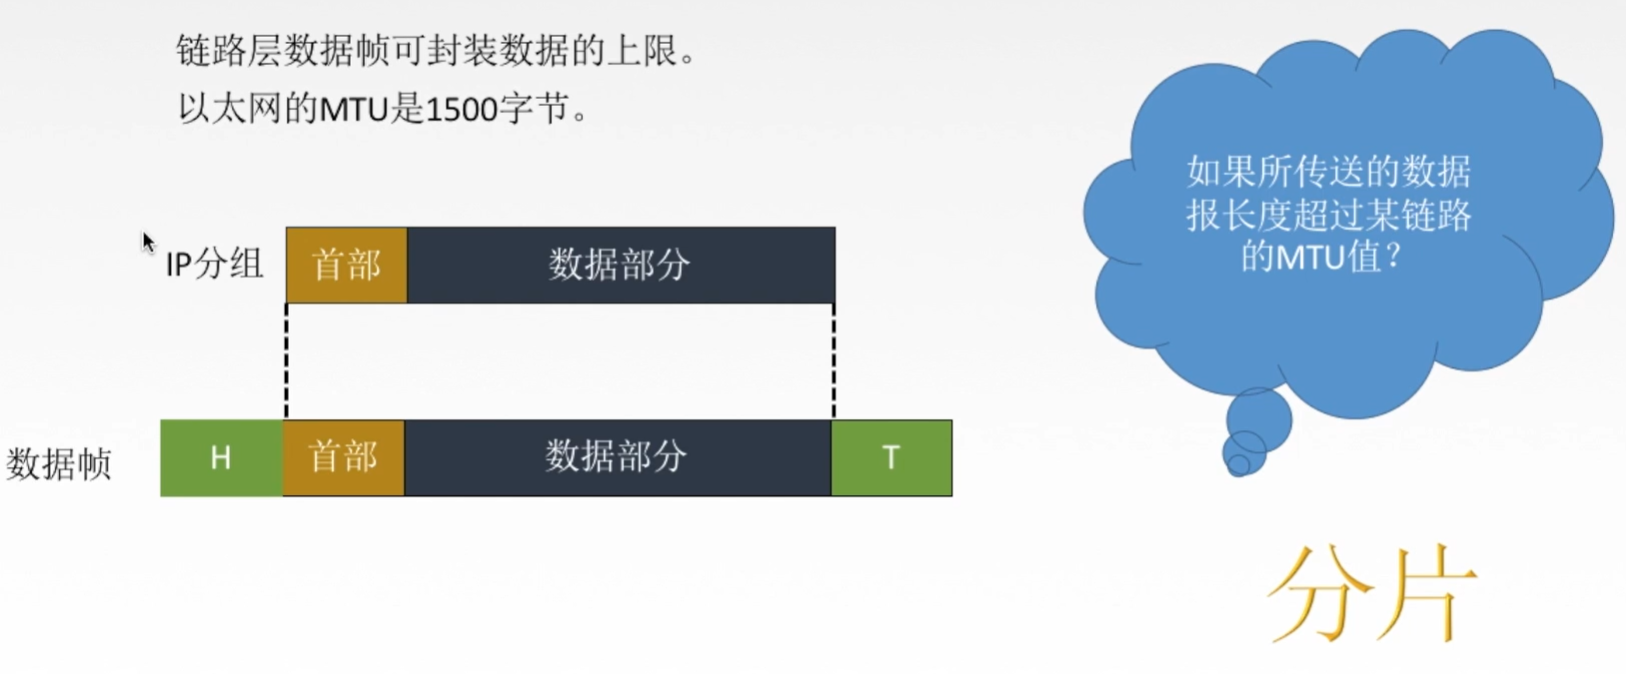 链路层数据帧可封装数据的上限。
以太网的MTU是1500字节。
如果所传送的数据
报长度超过某链路
的MTU值？
IP分组
首部
数据部分
数据帧
H
首部
数据部分
T
分片